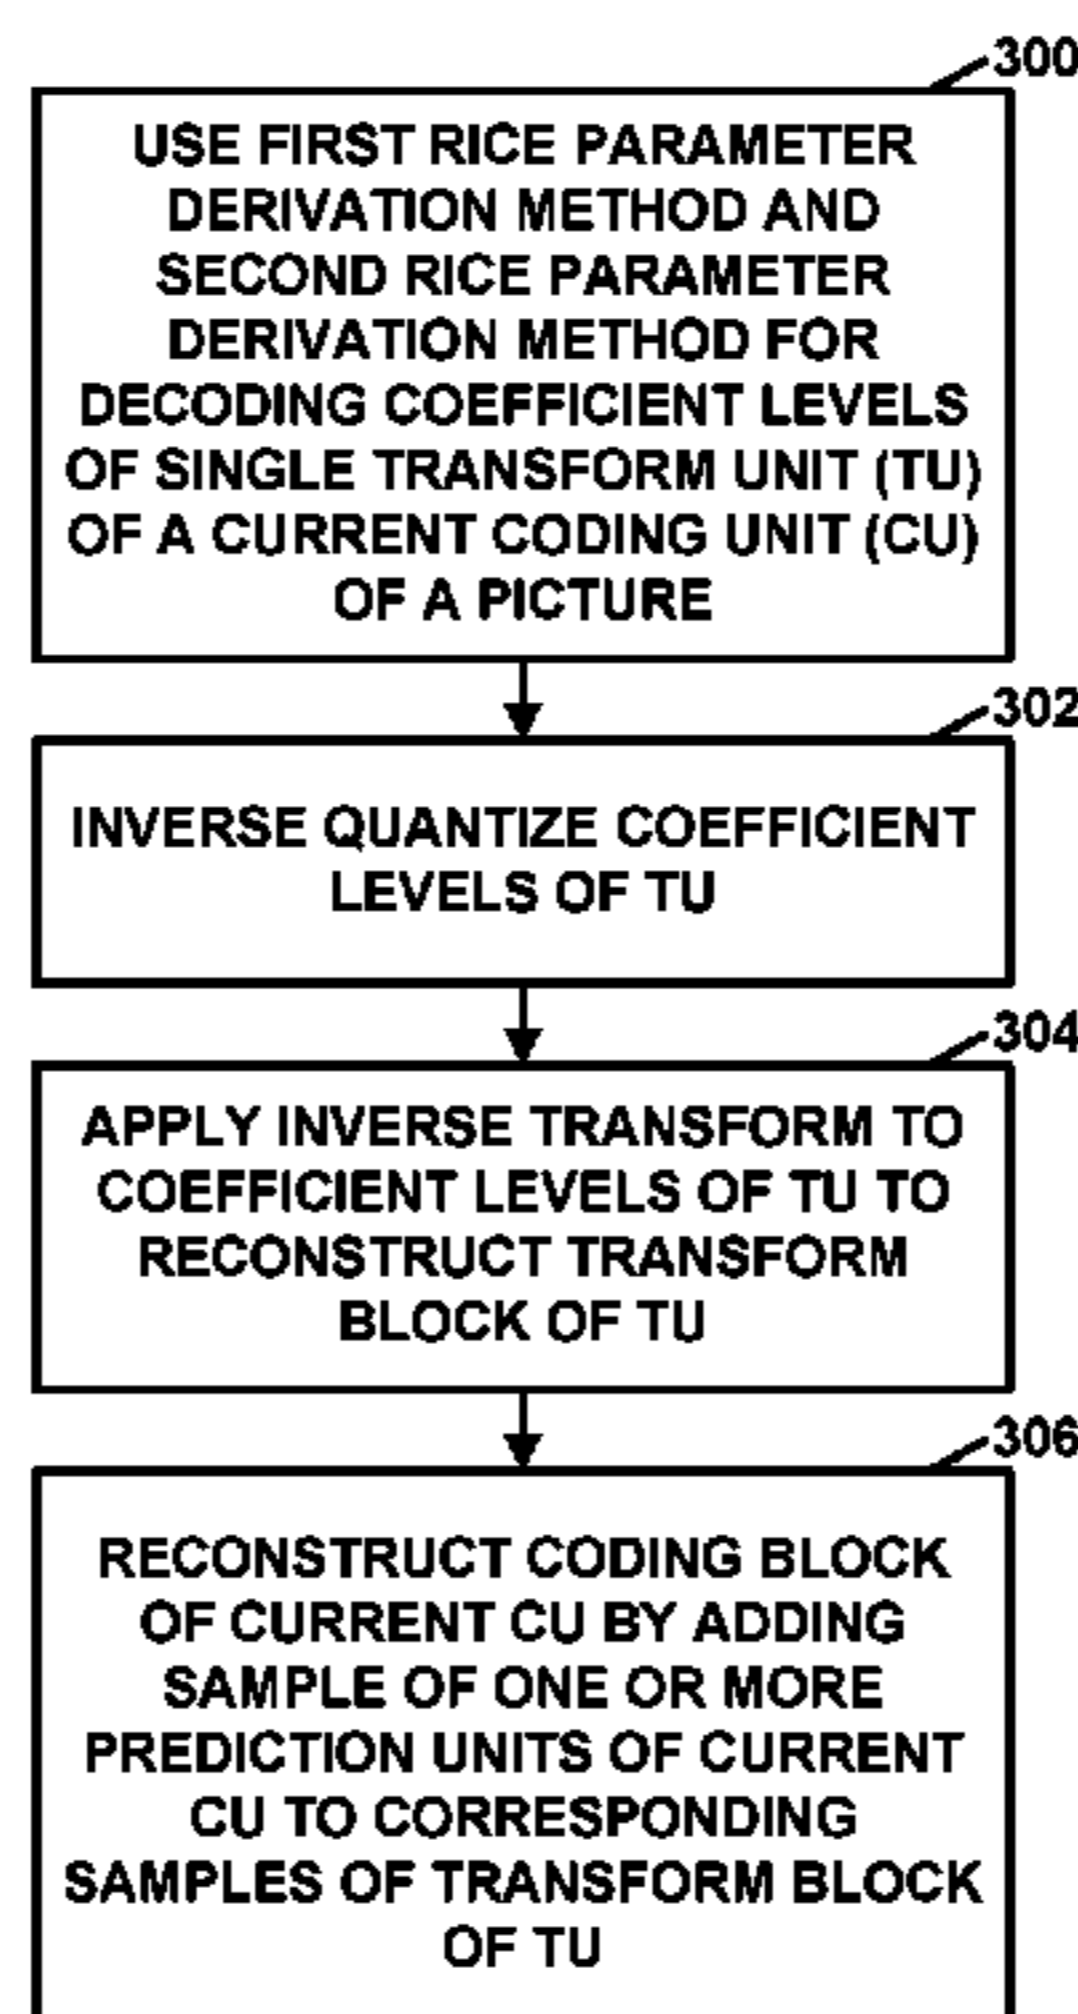 300
USE FIRST RICE PARAMETER
DERIVATION METHOD AND
SECOND RICE PARAMETER
DERIVATION METHOD FOR
DECODING COEFFICIENT LEVELS
OF SINGLE TRANSFORM UNIT (TU)
OF A CURRENT CODING UNIT (CU)
OF A PICTURE
302
INVERSE QUANTIZE COEFFICIENT
LEVELS OF TU
304
APPLY INVERSE TRANSFORM TO
COEFFICIENT LEVELS OF TU TO
RECONSTRUCT TRANSFORM
BLOCK OF TU
306
RECONSTRUCT CODING BLOCK
OF CURRENT CU BY ADDING
SAMPLE OF ONE OR MORE
PREDICTION UNITS OF CURRENT
CU TO CORRESPONDING
SAMPLES OF TRANSFORM BLOCK
OF TU